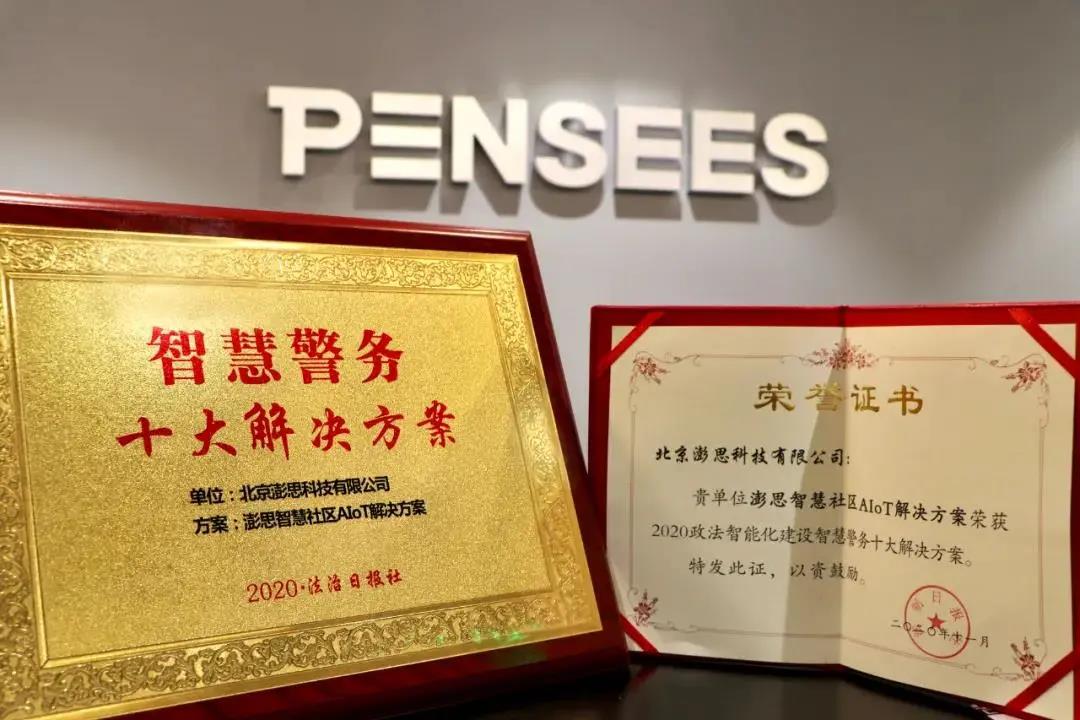 PENSEES
智慧警务
十大解决方案
单位：北京澎思科技有限公司
方案：澎思智慧社区AIoT解决方案
2020·法治日报社
荣誉证书
北京澎思科技有限公司：
贵单位澎思智慧社区AIoT解决方案荣获
2020政法智能化建设智慧警务十大解决方案。
特发此证，以资鼓励。
二〇二〇年十一月